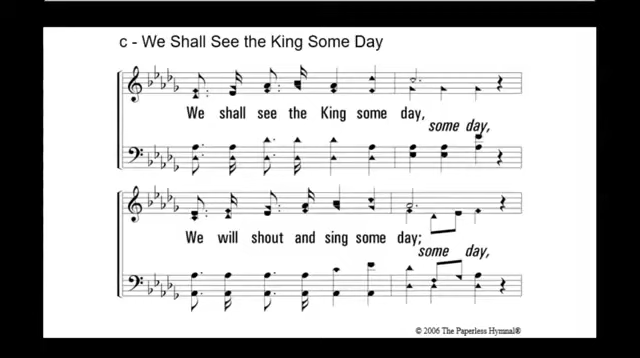 c - We Shall See the King Some Day
We shall see the King some day,
some day,
We will shout and sing some day;
some day,
© 2006 The Paperless Hymnal®